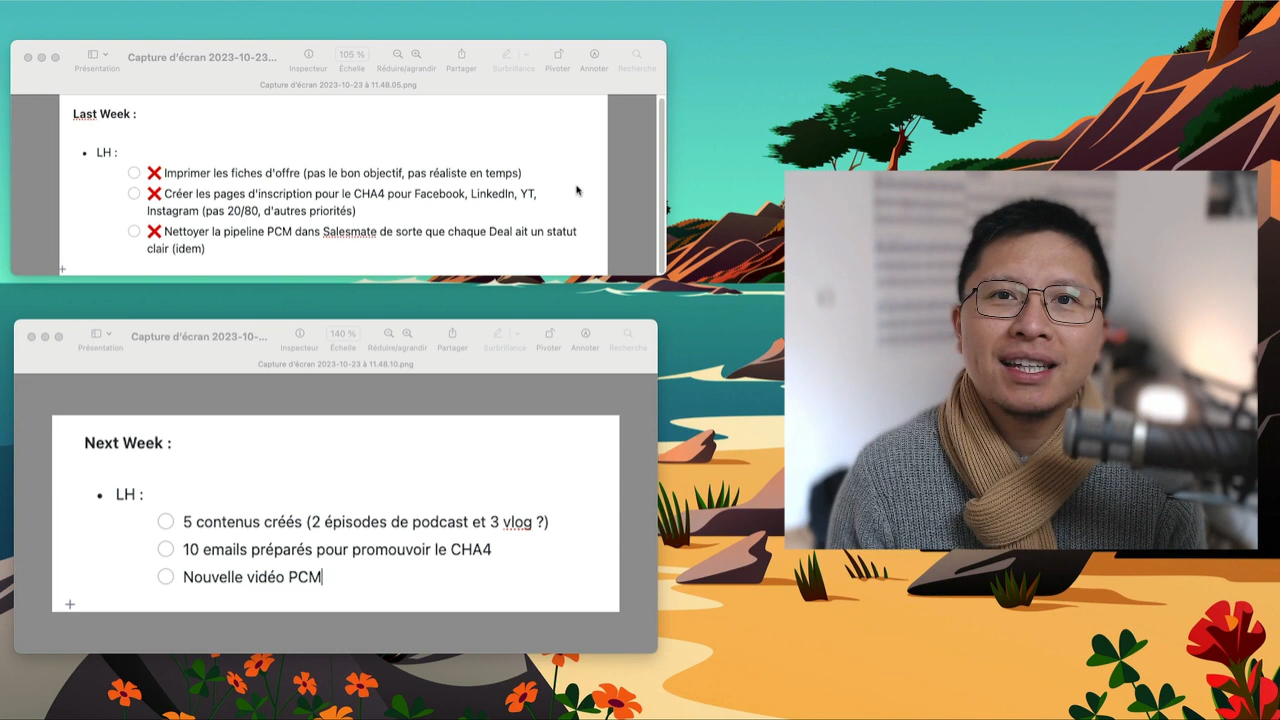 Capture d'écran 2023-10-23...
105 %
Présentation
Inspecteur
Échelle
Réduire/agrandir
Partager
Surbrillance
Pivoter
Annoter
Recherche
Capture d'écran 2023-10-23 à 11.48.05.png
Last Week :
• LH :
❌ Imprimer les fiches d'offre (pas le bon objectif, pas réaliste en temps)
❌ Créer les pages d'inscription pour le CHA4 pour Facebook, LinkedIn, YT,
Instagram (pas 20/80, d'autres priorités)
❌ Nettoyer la pipeline PCM dans Salesmate de sorte que chaque Deal ait un statut
clair (idem)
Capture d'écran 2023-10-...
140 %
Présentation
Inspecteur
Échelle
Réduire/agrandir
Partager
Surbrillance
Pivoter
Annoter
Recherche
Capture d'écran 2023-10-23 à 11.48.10.png
Next Week :
• LH :
5 contenus créés (2 épisodes de podcast et 3 vlog ?)
10 emails préparés pour promouvoir le CHA4
Nouvelle vidéo PCM